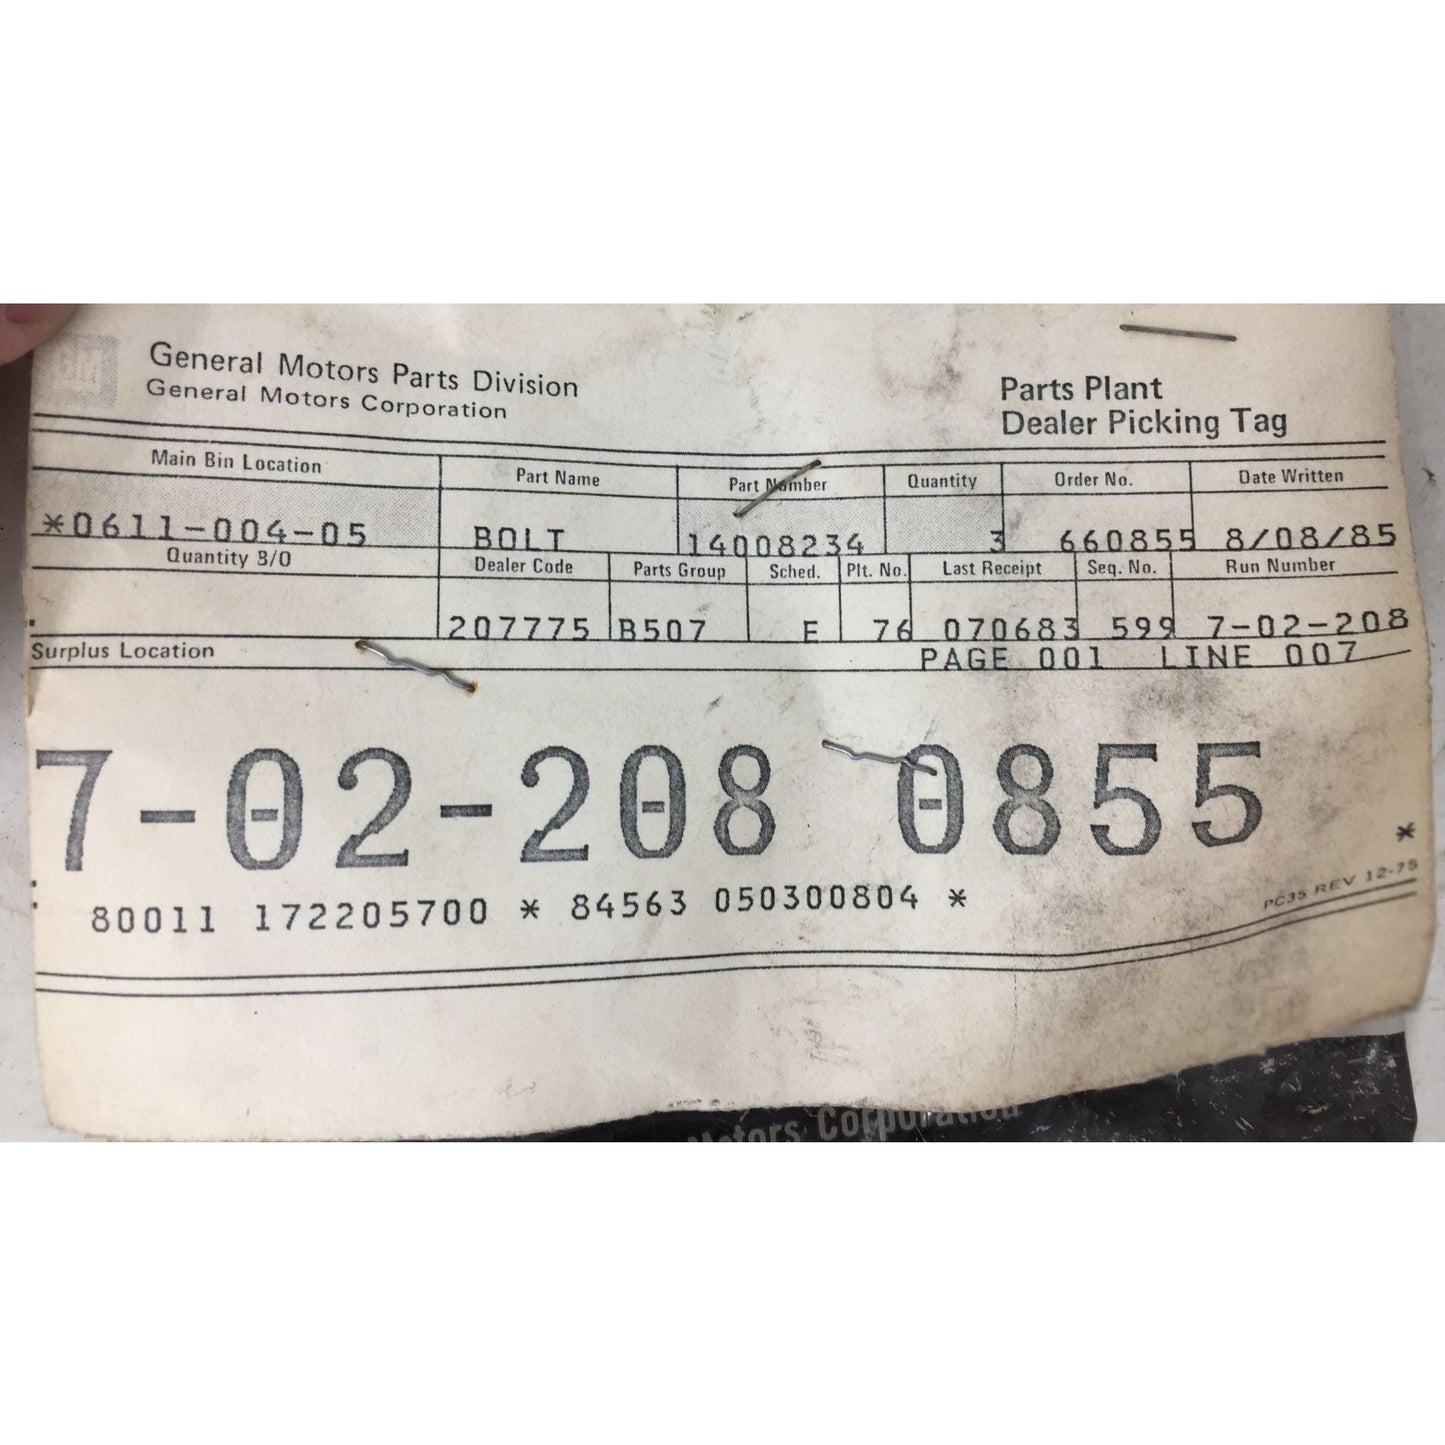 GM
General Motors Parts Division
General Motors Corporation
Parts Plant
Dealer Picking Tag
Main Bin Location Part Name Part Number Quantity Order No. Date Written
*0611-004-05 BOLT 14008234 3 660855 8/08/85
Quantity B/O Dealer Code Parts Group Sched. Plt. No. Last Receipt Seq. No. Run Number
207775 B507 E 76 070683 599 7-02-208
Surplus Location PAGE 001 LINE 007
7-02-208 0855
*
80011 172205700 * 84563 050300804 *
PC35 REV 12-75
Motors Corporation